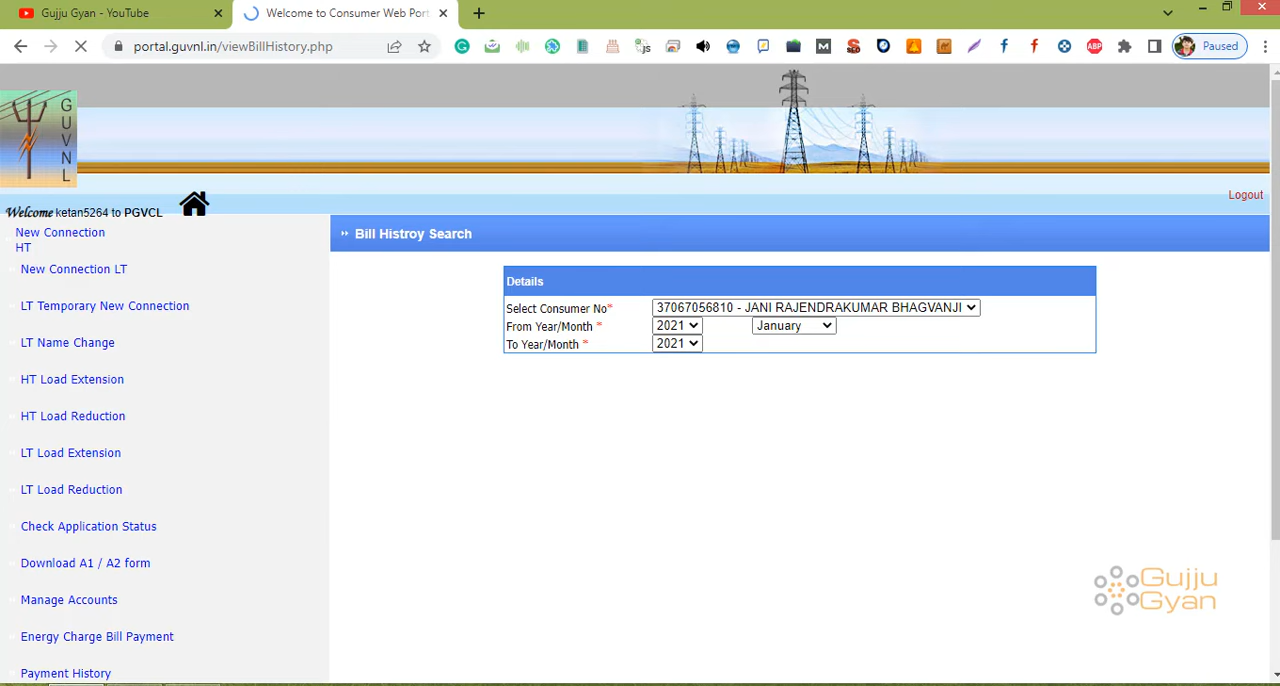 Gujju Gyan - YouTube
Welcome to Consumer Web Port
portal.guvnl.in/viewBillHistory.php
Paused
GUVNL
Logout
Welcome ketan5264 to PGVCL
New Connection
HT
New Connection LT
LT Temporary New Connection
LT Name Change
HT Load Extension
HT Load Reduction
LT Load Extension
LT Load Reduction
Check Application Status
Download A1 / A2 form
Manage Accounts
Energy Charge Bill Payment
Payment History
Bill Histroy Search
Details
Select Consumer No* 37067056810 - JANI RAJENDRAKUMAR BHAGVANJI
From Year/Month * 2021 January
To Year/Month * 2021
Gujju
Gyan